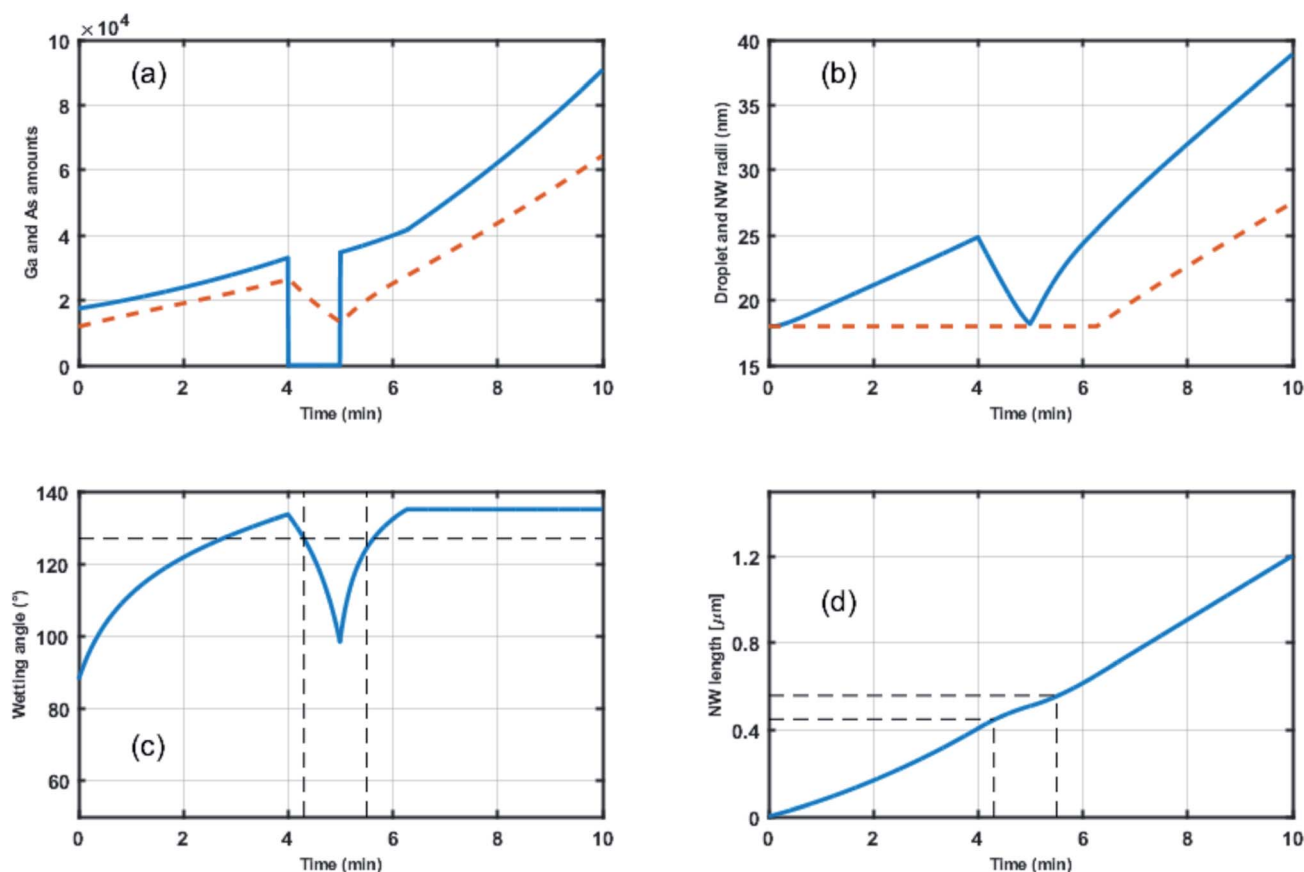 × 10⁴
10
8
6
4
2
0
Ga and As amounts
(a)
0 2 4 6 8 10
Time (min)
40
35
30
25
20
15
Droplet and NW radii (nm)
(b)
0 2 4 6 8 10
Time (min)
140
120
100
80
60
Wetting angle (°)
(c)
0 2 4 6 8 10
Time (min)
1.2
0.8
0.4
0
NW length [μm]
(d)
0 2 4 6 8 10
Time (min)